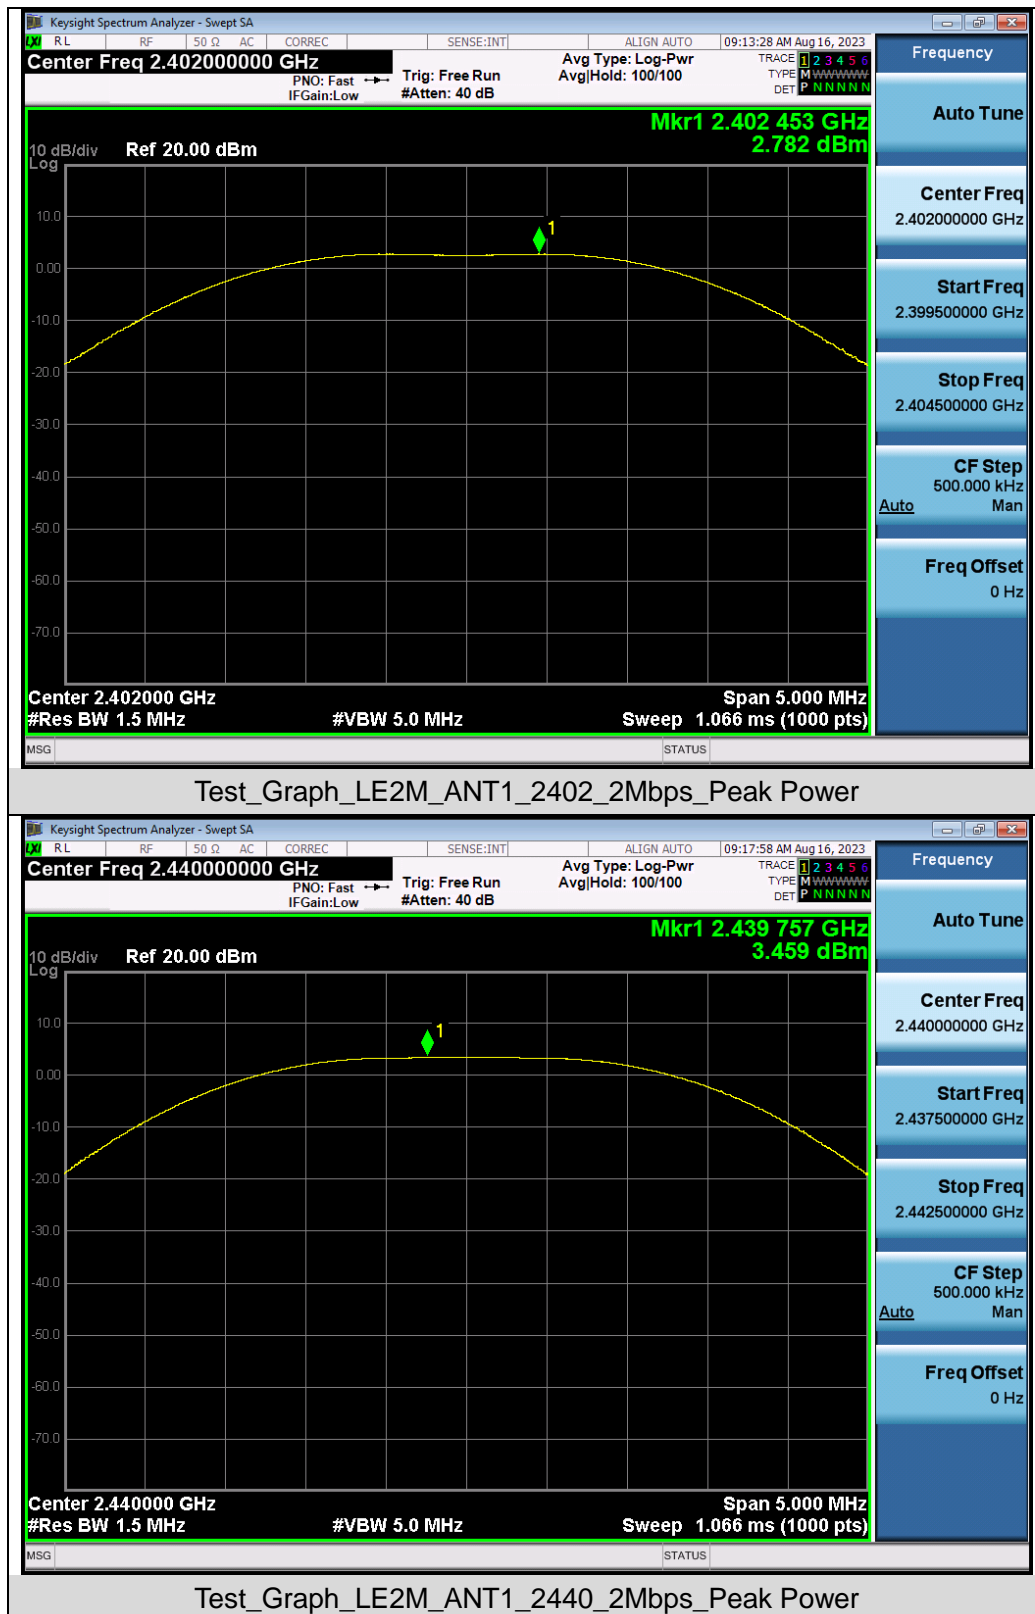 Keysight Spectrum Analyzer - Swept SA
LXI RL RF 50 Ω AC CORREC SENSE:INT ALIGN AUTO 09:13:28 AM Aug 16, 2023
Center Freq 2.402000000 GHz
PNO: Fast
IFGain:Low
Trig: Free Run
#Atten: 40 dB
Avg Type: Log-Pwr
Avg|Hold: 100/100
TRACE 1 2 3 4 5 6
TYPE M W W W W W
DET P N N N N N
Mkr1 2.402 453 GHz
2.782 dBm
10 dB/div Ref 20.00 dBm
Log
1
10.0
0.00
-10.0
-20.0
-30.0
-40.0
-50.0
-60.0
-70.0
Center 2.402000 GHz Span 5.000 MHz
#Res BW 1.5 MHz #VBW 5.0 MHz Sweep 1.066 ms (1000 pts)
MSG STATUS
Frequency
Auto Tune
Center Freq
2.402000000 GHz
Start Freq
2.399500000 GHz
Stop Freq
2.404500000 GHz
CF Step
500.000 kHz
Auto Man
Freq Offset
0 Hz
Test_Graph_LE2M_ANT1_2402_2Mbps_Peak Power
Keysight Spectrum Analyzer - Swept SA
LXI RL RF 50 Ω AC CORREC SENSE:INT ALIGN AUTO 09:17:58 AM Aug 16, 2023
Center Freq 2.440000000 GHz
PNO: Fast
IFGain:Low
Trig: Free Run
#Atten: 40 dB
Avg Type: Log-Pwr
Avg|Hold: 100/100
TRACE 1 2 3 4 5 6
TYPE M W W W W W
DET P N N N N N
Mkr1 2.439 757 GHz
3.459 dBm
10 dB/div Ref 20.00 dBm
Log
1
10.0
0.00
-10.0
-20.0
-30.0
-40.0
-50.0
-60.0
-70.0
Center 2.440000 GHz Span 5.000 MHz
#Res BW 1.5 MHz #VBW 5.0 MHz Sweep 1.066 ms (1000 pts)
MSG STATUS
Frequency
Auto Tune
Center Freq
2.440000000 GHz
Start Freq
2.437500000 GHz
Stop Freq
2.442500000 GHz
CF Step
500.000 kHz
Auto Man
Freq Offset
0 Hz
Test_Graph_LE2M_ANT1_2440_2Mbps_Peak Power